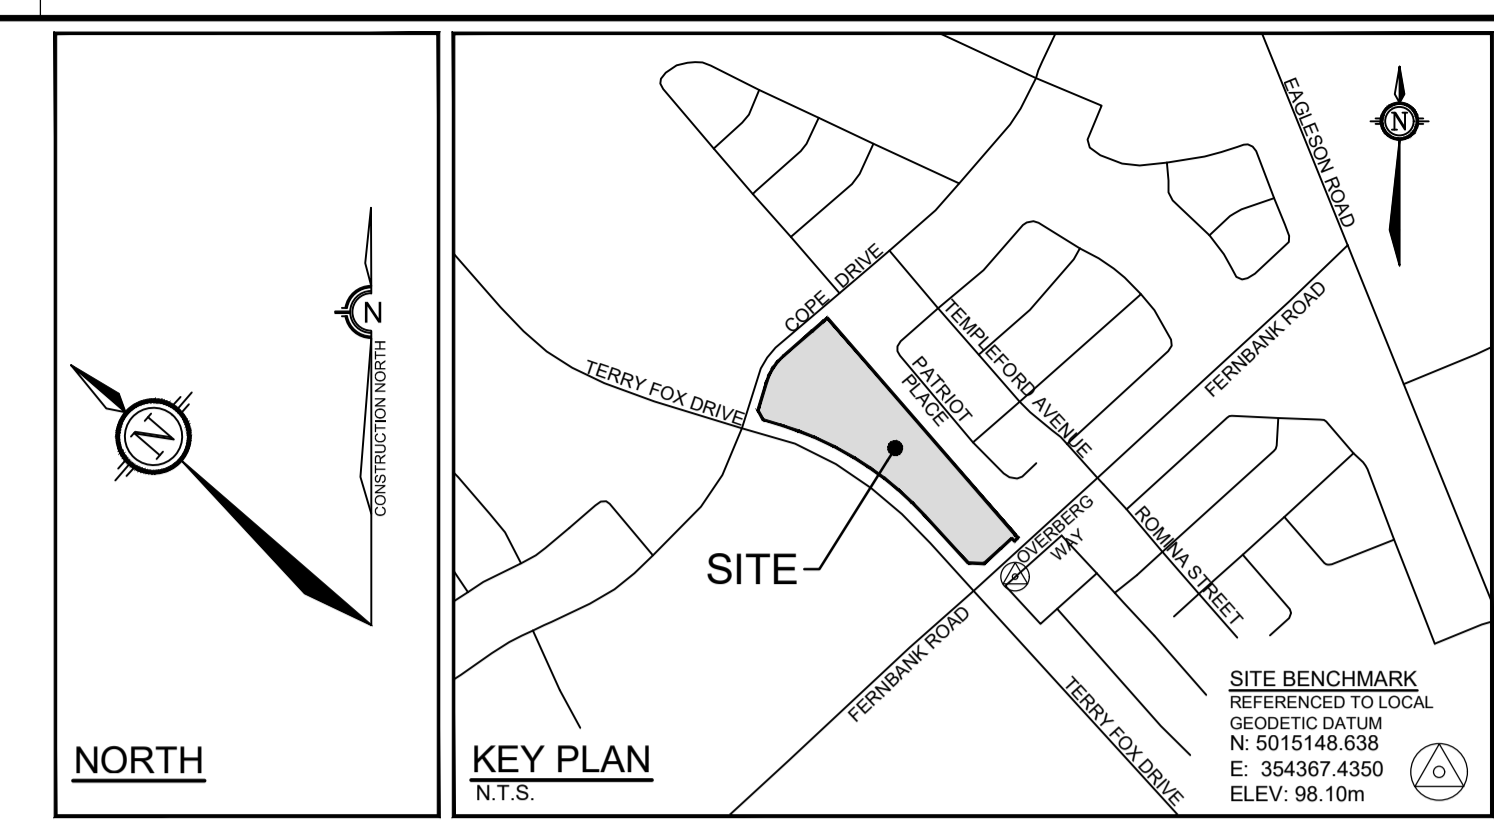 N
CONSTRUCTION NORTH
N
NORTH
EAGLESON ROAD
N
COPE DRIVE
TERRY FOX DRIVE
TEMPLEFORD AVENUE
PATRIOT
PLACE
FERNBANK ROAD
SITE
OVERBERG
WAY
ROMINA STREET
FERNBANK ROAD
TERRY FOX DRIVE
KEY PLAN
N.T.S.
SITE BENCHMARK
REFERENCED TO LOCAL
GEODETIC DATUM
N: 5015148.638
E: 354367.4350
ELEV: 98.10m